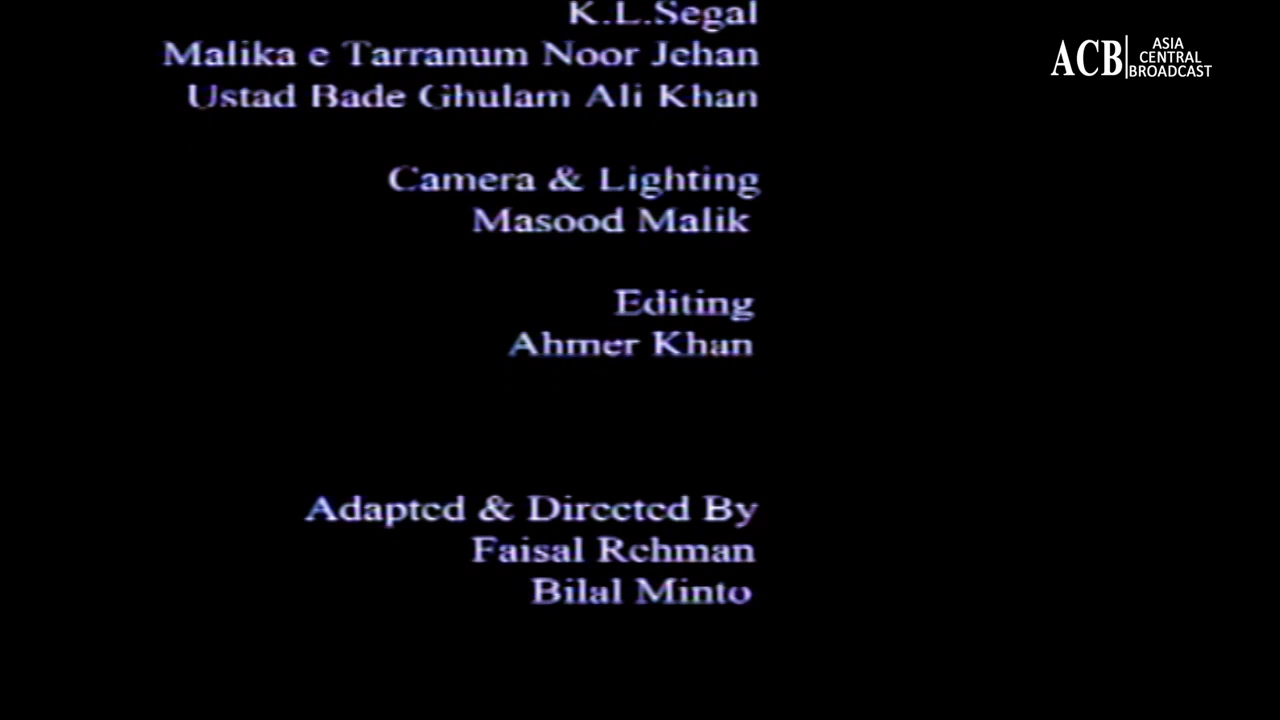 K.L.Segal
Malika e Tarranum Noor Jehan
Ustad Bade Ghulam Ali Khan
Camera & Lighting
Masood Malik
Editing
Ahmer Khan
Adapted & Directed By
Faisal Rehman
Bilal Minto
ACB
ASIA
CENTRAL
BROADCAST